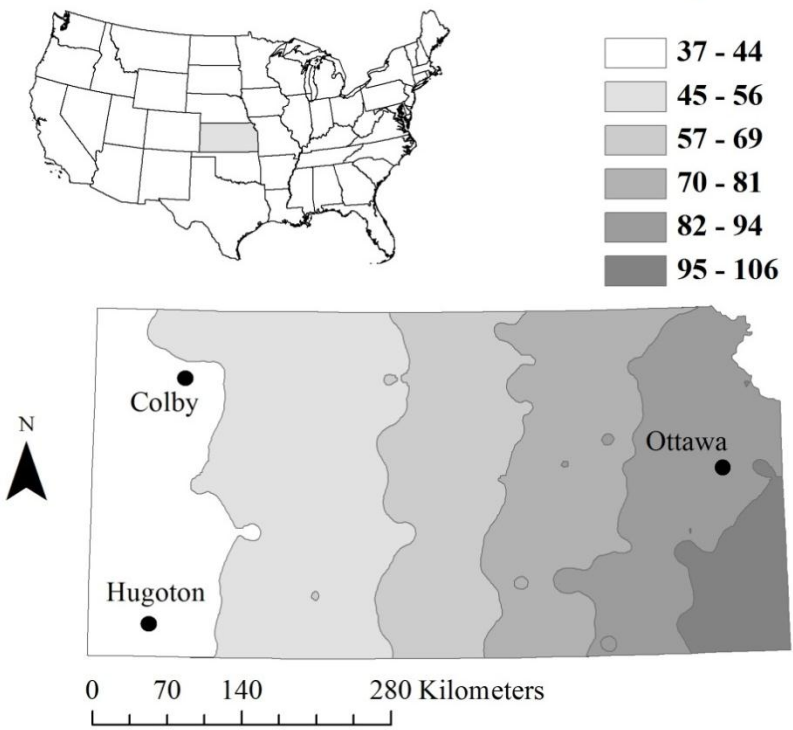 37 - 44
45 - 56
57 - 69
70 - 81
82 - 94
95 - 106
Colby
N
Ottawa
Hugoton
0 70 140 280 Kilometers